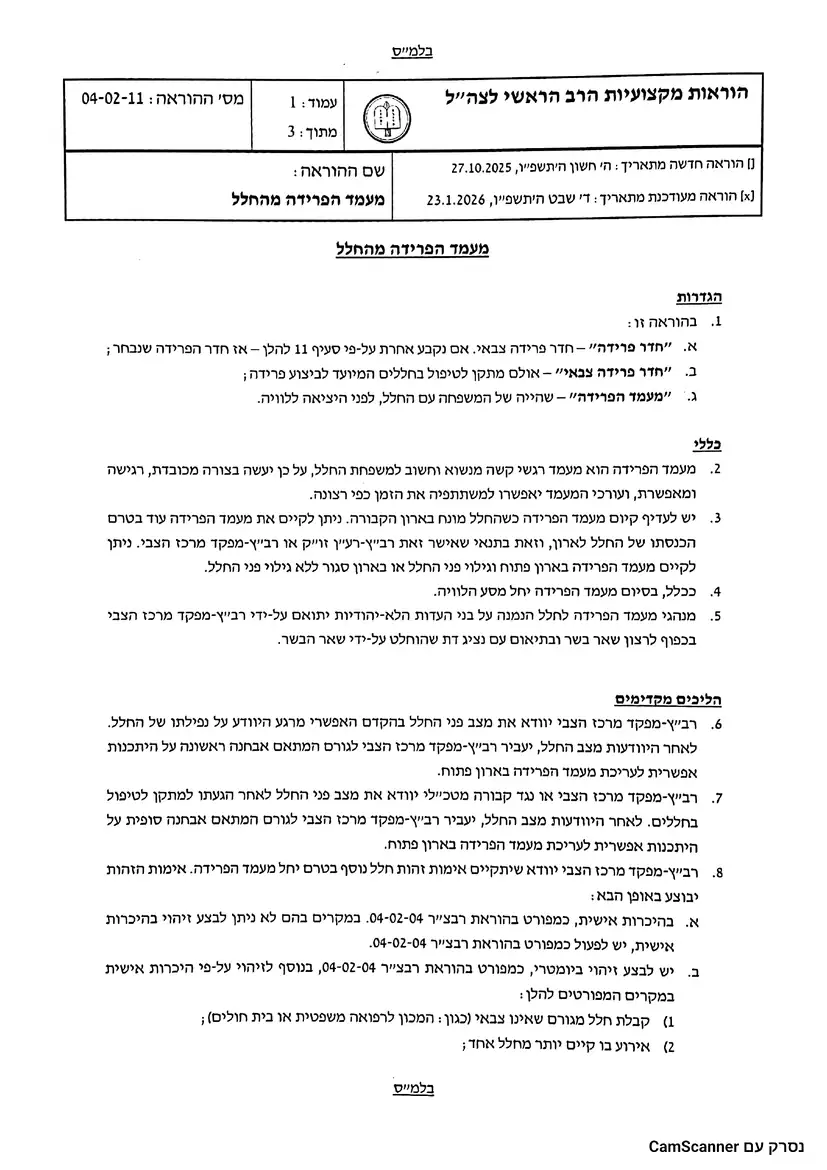 בלמ״ס
הוראות מקצועיות הרב הראשי לצה״ל
עמוד: 1
מתוך: 3
מס׳ ההוראה: 04-02-11
[] הוראה חדשה מתאריך: ה׳ חשון ה׳תשפ״ו, 27.10.2025
[x] הוראה מעודכנת מתאריך: ד׳ שבט ה׳תשפ״ו, 23.1.2026
שם ההוראה:
מעמד הפרידה מהחלל
מעמד הפרידה מהחלל
הגדרות
1. בהוראה זו:
א. ״חדר פרידה״ – חדר פרידה צבאי. אם נקבע אחרת על-פי סעיף 11 להלן – אז חדר הפרידה שנבחר;
ב. ״חדר פרידה צבאי״ – אולם מתקן לטיפול בחללים המיועד לביצוע פרידה;
ג. ״מעמד הפרידה״ – שהייה של המשפחה עם החלל, לפני היציאה ללוויה.
כללי
2. מעמד הפרידה הוא מעמד רגשי קשה מנשוא וחשוב למשפחת החלל, על כן יעשה בצורה מכובדת, רגישה
ומאפשרת, ועורכי המעמד יאפשרו למשתתפיה את הזמן כפי רצונה.
3. יש לעדיף קיום מעמד הפרידה כשהחלל מונח בארון הקבורה. ניתן לקיים את מעמד הפרידה עוד בטרם
הכנסתו של החלל לארון, וזאת בתנאי שאישר זאת רב״ץ-רע״ן זו״ק או רב״ץ-מפקד מרכז הצבי. ניתן
לקיים מעמד הפרידה בארון פתוח וגילוי פני החלל או בארון סגור ללא גילוי פני החלל.
4. ככלל, בסיום מעמד הפרידה יחל מסע הלוויה.
5. מנהגי מעמד הפרידה לחלל הנמנה על בני העדות הלא-יהודיות יתואם על-ידי רב״ץ-מפקד מרכז הצבי
בכפוף לרצון שאר בשר ובתיאום עם נציג דת שהוחלט על-ידי שאר הבשר.
הליכים מקדימים
6. רב״ץ-מפקד מרכז הצבי יוודא את מצב פני החלל בהקדם האפשרי מרגע היוודע על נפילתו של החלל.
לאחר היוודעות מצב החלל, יעביר רב״ץ-מפקד מרכז הצבי לגורם המתאם אבחנה ראשונה על היתכנות
אפשרית לעריכת מעמד הפרידה בארון פתוח.
7. רב״ץ-מפקד מרכז הצבי או נגד קבורה מטכ״לי יוודא את מצב פני החלל לאחר הגעתו למתקן לטיפול
בחללים. לאחר היוודעות מצב החלל, יעביר רב״ץ-מפקד מרכז הצבי לגורם המתאם אבחנה סופית על
היתכנות אפשרית לעריכת מעמד הפרידה בארון פתוח.
8. רב״ץ-מפקד מרכז הצבי יוודא שיתקיים אימות זהות חלל נוסף בטרם יחל מעמד הפרידה. אימות הזהות
יבוצע באופן הבא:
א. בהיכרות אישית, כמפורט בהוראת רבצ״ר 04-02-04. במקרים בהם לא ניתן לבצע זיהוי בהיכרות
אישית, יש לפעול כמפורט בהוראת רבצ״ר 04-02-04.
ב. יש לבצע זיהוי ביומטרי, כמפורט בהוראת רבצ״ר 04-02-04, בנוסף לזיהוי על-פי היכרות אישית
במקרים המפורטים להלן:
1) קבלת חלל מגורם שאינו צבאי (כגון: המכון לרפואה משפטית או בית חולים);
2) אירוע בו קיים יותר מחלל אחד;
בלמ״ס
נסרק עם CamScanner